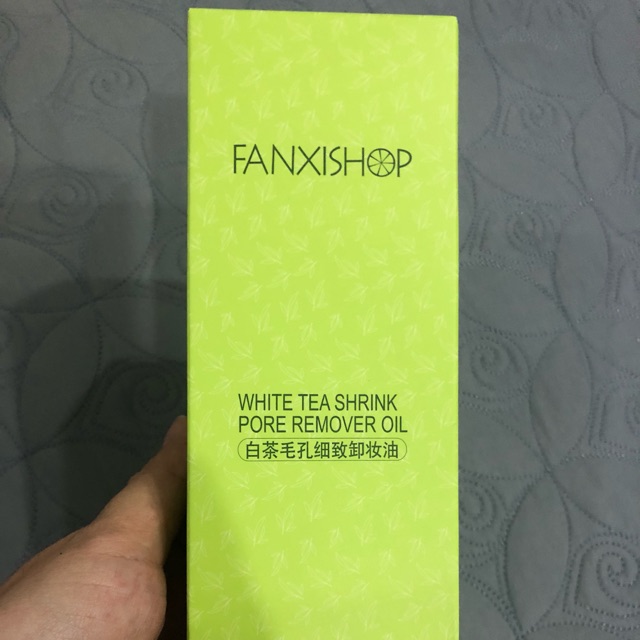 FANXISHOP
WHITE TEA SHRINK
PORE REMOVER OIL
白茶毛孔细致卸妆油